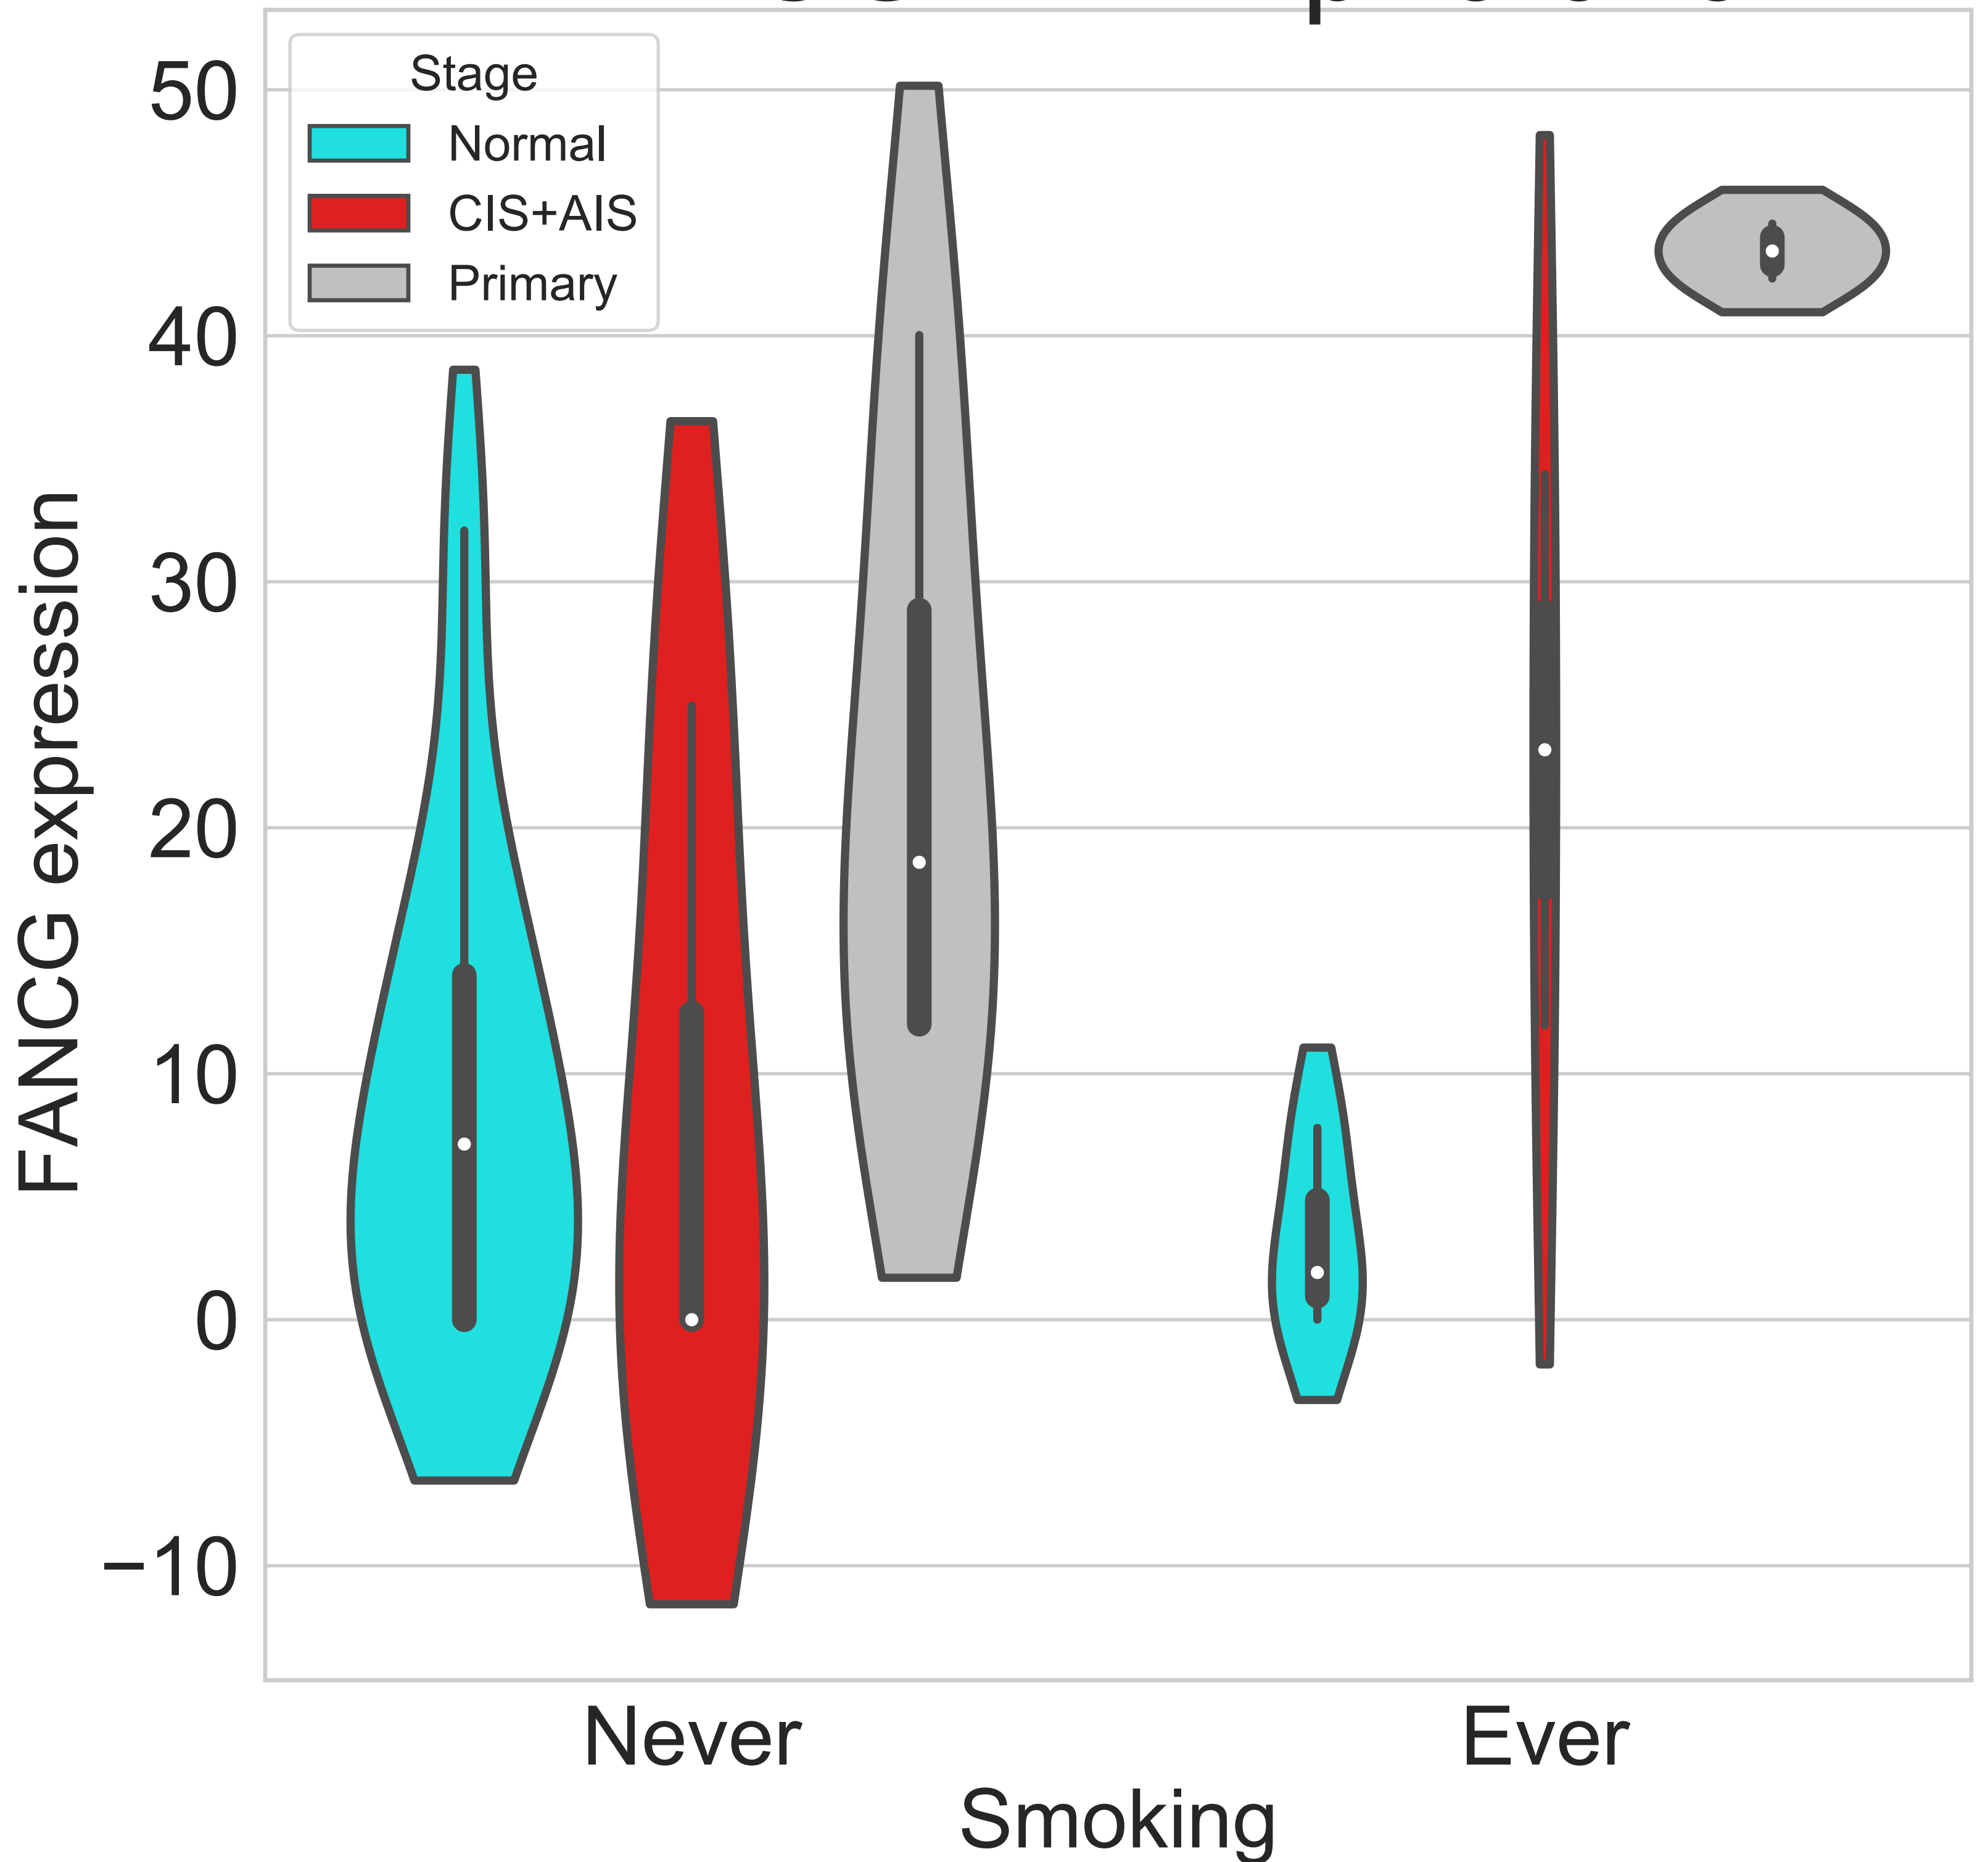 Stage
Normal
CIS+AIS
Primary
50
40
30
20
10
0
−10
FANCG expression
Never
Ever
Smoking